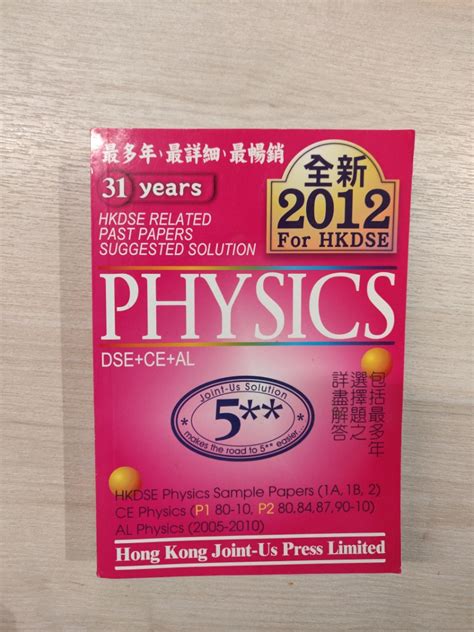 最多年、最詳細、最暢銷
31 years
全新
2012
For HKDSE
HKDSE RELATED
PAST PAPERS
SUGGESTED SOLUTION
PHYSICS
DSE+CE+AL
Joint-Us Solution
5**
makes the road to 5** easier...
包括最多年
選擇題之
詳盡解答
HKDSE Physics Sample Papers (1A, 1B, 2)
CE Physics (P1 80-10, P2 80,84,87,90-10)
AL Physics (2005-2010)
Hong Kong Joint-Us Press Limited